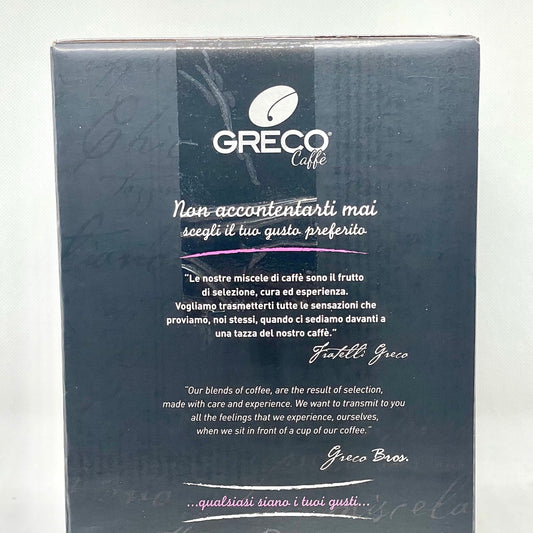 GRECO®
Caffè
Non accontentarti mai
scegli il tuo gusto preferito
“Le nostre miscele di caffè sono il frutto
di selezione, cura ed esperienza.
Vogliamo trasmetterti tutte le sensazioni che
proviamo, noi stessi, quando ci sediamo davanti a
una tazza del nostro caffè.”
Fratelli Greco
“Our blends of coffee, are the result of selection,
made with care and experience. We want to transmit to you
all the feelings that we experience, ourselves,
when we sit in front of a cup of our coffee.”
Greco Bros.
...qualsiasi siano i tuoi gusti...